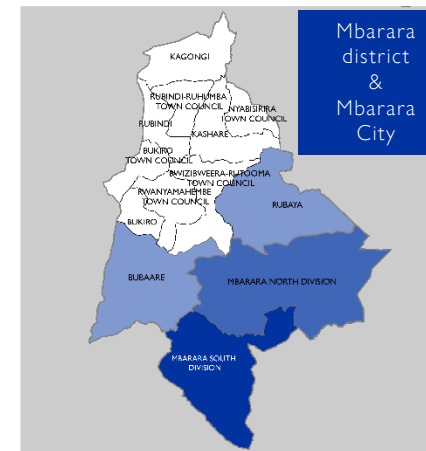 Mbarara
district
&
Mbarara
City
KAGONGI
RUBINDI-RUHUMBA
TOWN COUNCIL
NYABISIRIRA
TOWN COUNCIL
RUBINDI
KASHARE
BUKIRO
TOWN COUNCIL
BWIZIBWEERA-RUTOOMA
TOWN COUNCIL
RWANYAMAHEMBE
TOWN COUNCIL
RUBAYA
BUKIRO
BUBAARE
MBARARA NORTH DIVISION
MBARARA SOUTH
DIVISION